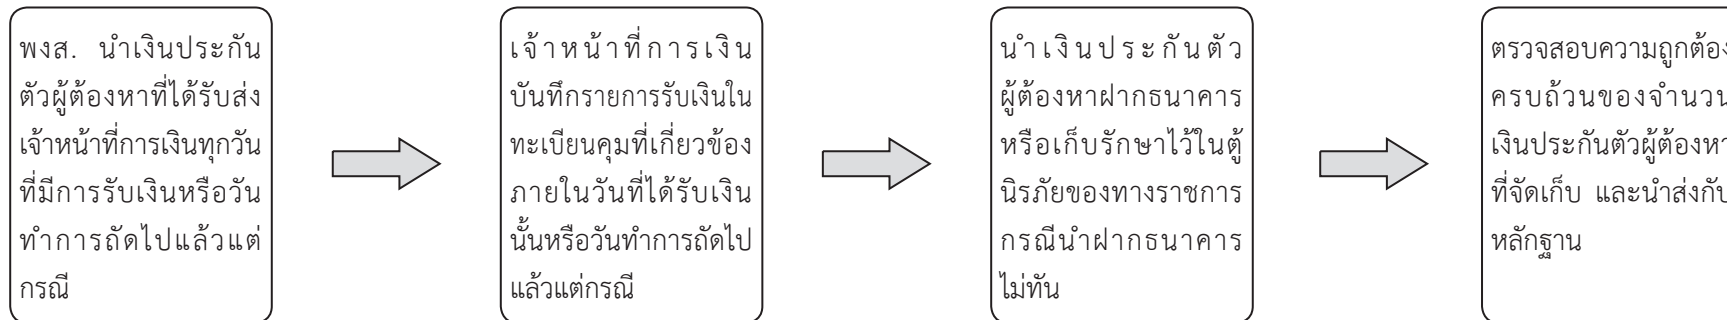 พงส. นำเงินประกัน
ตัวผู้ต้องหาที่ได้รับส่ง
เจ้าหน้าที่การเงินทุกวัน
ที่มีการรับเงินหรือวัน
ทำการถัดไปแล้วแต่
กรณี
เจ้าหน้าที่การเงิน
บันทึกรายการรับเงินใน
ทะเบียนคุมที่เกี่ยวข้อง
ภายในวันที่ได้รับเงิน
นั้นหรือวันทำการถัดไป
แล้วแต่กรณี
นำเงินประกันตัว
ผู้ต้องหาฝากธนาคาร
หรือเก็บรักษาไว้ในตู้
นิรภัยของทางราชการ
กรณีนำฝากธนาคาร
ไม่ทัน
ตรวจสอบความถูกต้อง
ครบถ้วนของจำนวน
เงินประกันตัวผู้ต้องหา
ที่จัดเก็บ และนำส่งกับ
หลักฐาน